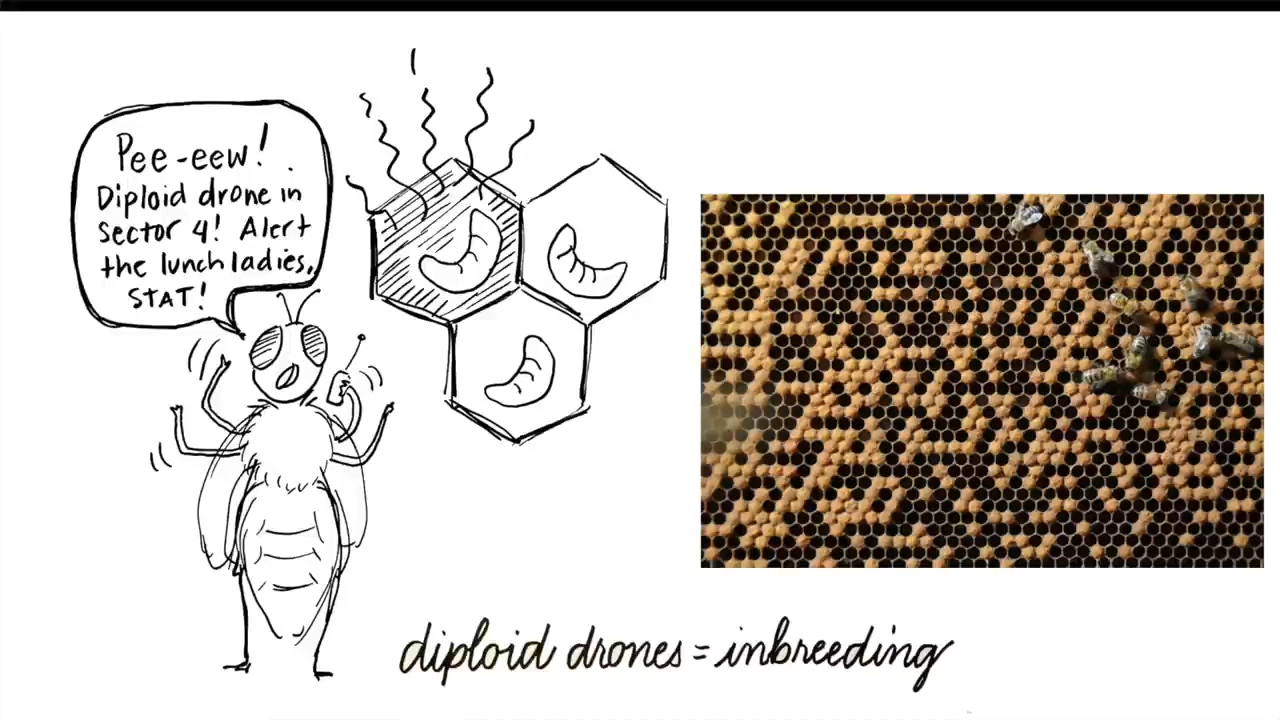 Pee-eew!
Diploid drone in
sector 4! Alert
the lunch ladies,
STAT!
diploid drones = inbreeding